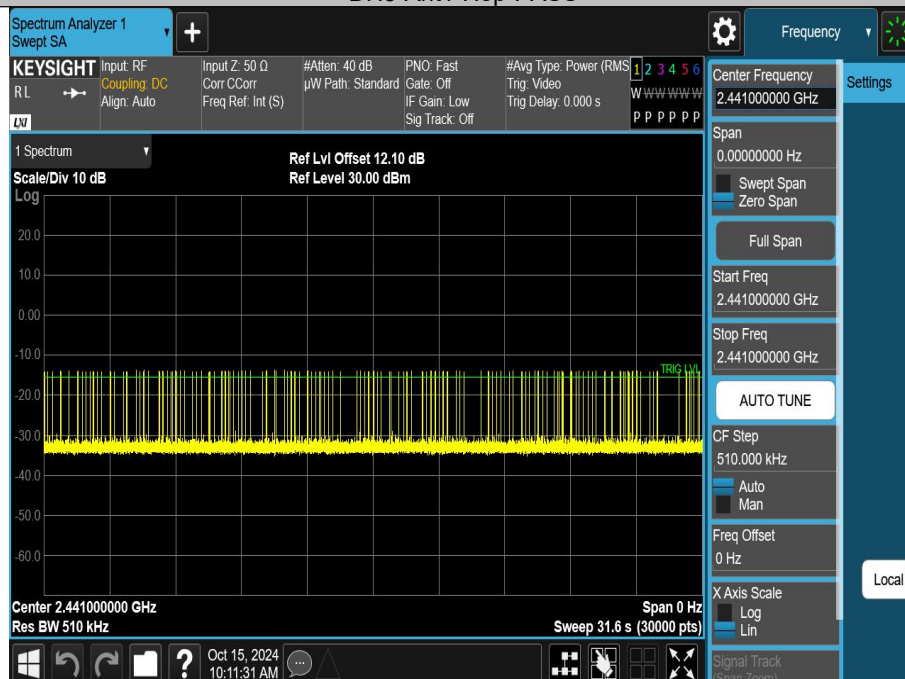 Spectrum Analyzer 1
Swept SA
+
Frequency
KEYSIGHT
RL
LXI
Input: RF
Coupling: DC
Align: Auto
Input Z: 50 Ω
Corr CCorr
Freq Ref: Int (S)
#Atten: 40 dB
µW Path: Standard
PNO: Fast
Gate: Off
IF Gain: Low
Sig Track: Off
#Avg Type: Power (RMS
Trig: Video
Trig Delay: 0.000 s
1 2 3 4 5 6
W W W W W W
P P P P P P
1 Spectrum
Scale/Div 10 dB
Log
Ref Lvl Offset 12.10 dB
Ref Level 30.00 dBm
20.0
10.0
0.00
-10.0
-20.0
-30.0
-40.0
-50.0
-60.0
TRIG LVL
Center 2.441000000 GHz
Res BW 510 kHz
Span 0 Hz
Sweep 31.6 s (30000 pts)
Oct 15, 2024
10:11:31 AM
?
Center Frequency
2.441000000 GHz
Span
0.00000000 Hz
Swept Span
Zero Span
Full Span
Start Freq
2.441000000 GHz
Stop Freq
2.441000000 GHz
AUTO TUNE
CF Step
510.000 kHz
Auto
Man
Freq Offset
0 Hz
X Axis Scale
Log
Lin
Signal Track
(Span Zoom)
Settings
Local